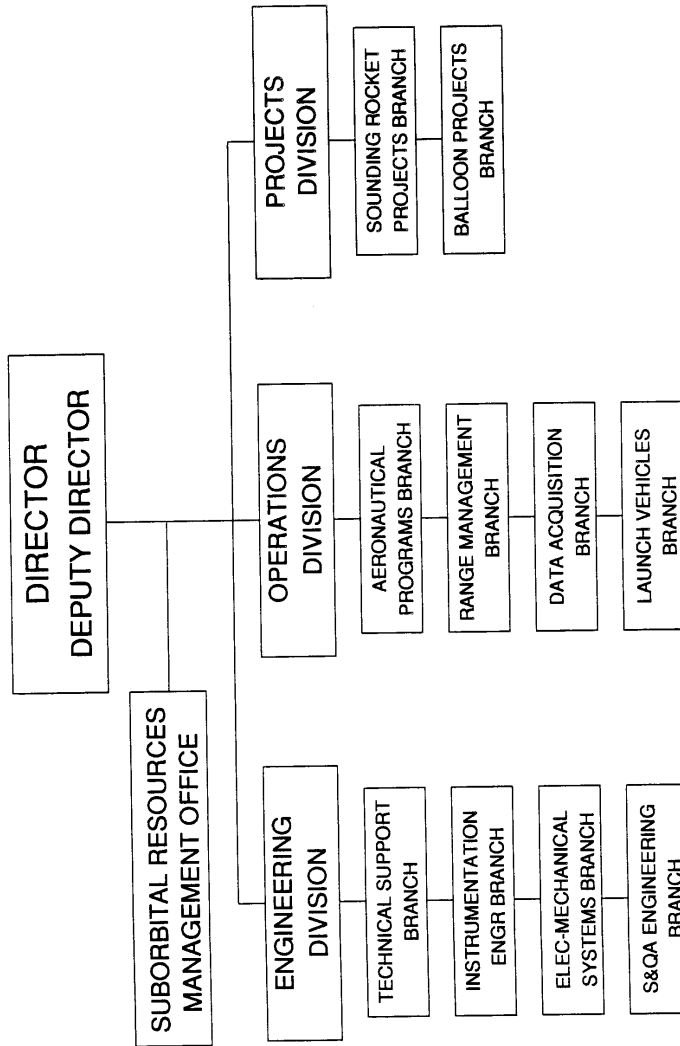 DIRECTOR
DEPUTY DIRECTOR
SUBORBITAL RESOURCES
MANAGEMENT OFFICE
ENGINEERING
DIVISION
TECHNICAL SUPPORT
BRANCH
INSTRUMENTATION
ENGR BRANCH
ELEC-MECHANICAL
SYSTEMS BRANCH
S&QA ENGINEERING
BRANCH
OPERATIONS
DIVISION
AERONAUTICAL
PROGRAMS BRANCH
RANGE MANAGEMENT
BRANCH
DATA ACQUISITION
BRANCH
LAUNCH VEHICLES
BRANCH
PROJECTS
DIVISION
SOUNDING ROCKET
PROJECTS BRANCH
BALLOON PROJECTS
BRANCH